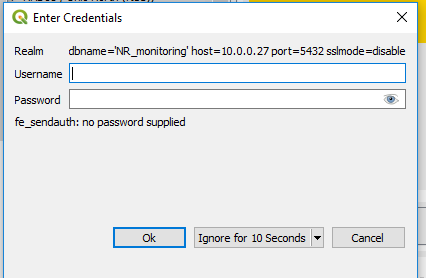 Enter Credentials
Realm dbname='NR_monitoring' host=10.0.0.27 port=5432 sslmode=disable
Username
Password
fe_sendauth: no password supplied
Ok Ignore for 10 Seconds Cancel